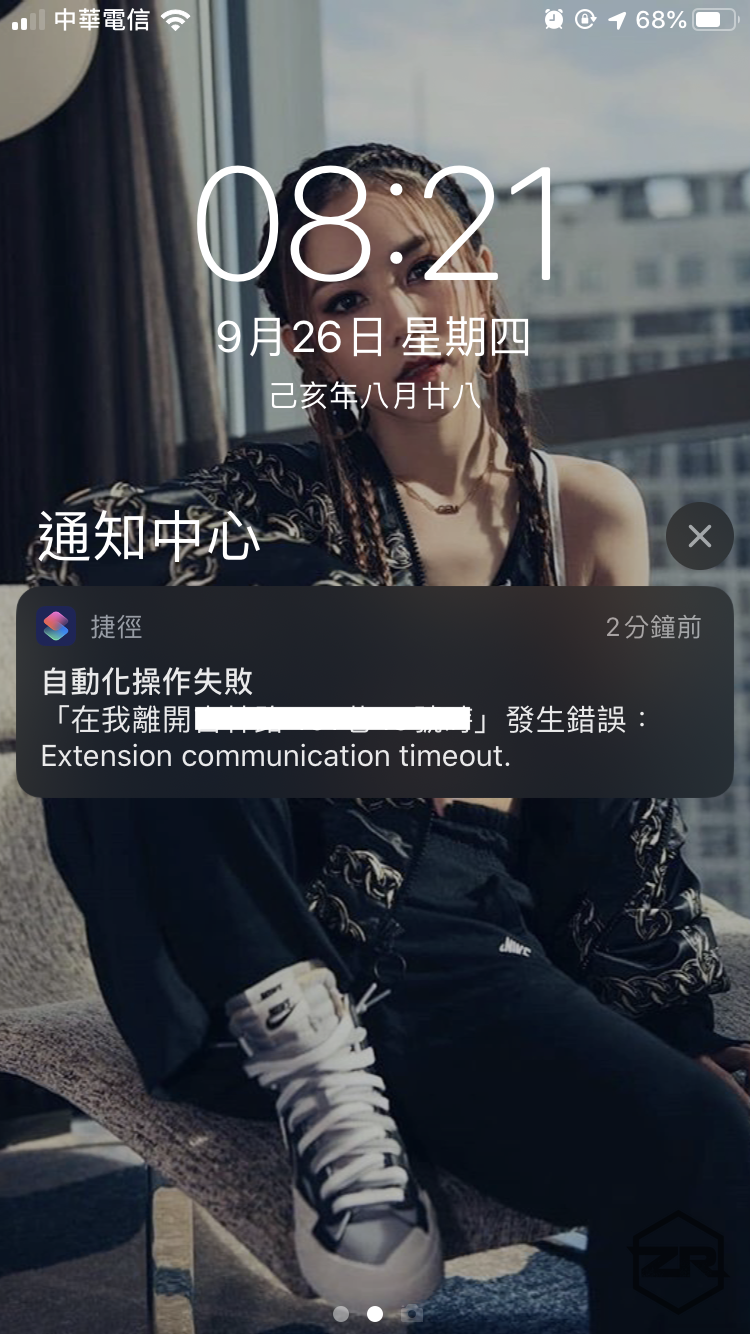 中華電信
68%
08:21
9月26日 星期四
己亥年八月廿八
通知中心
捷徑
2分鐘前
自動化操作失敗
「在我離開」發生錯誤：
Extension communication timeout.
NIKE
ZR